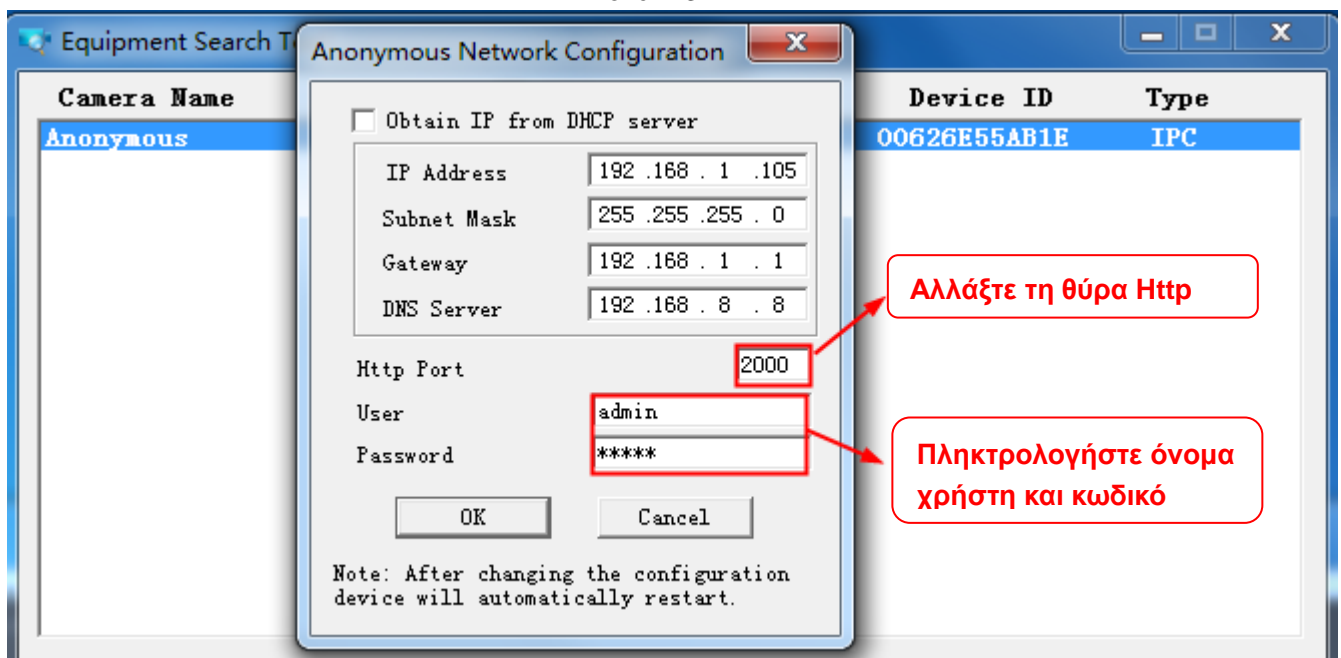 Equipment Search T
Anonymous Network Configuration
Camera Name
Device ID
Type
Anonymous
00626E55AB1E
IPC
Obtain IP from DHCP server
IP Address
192 .168 . 1 .105
Subnet Mask
255 .255 .255 . 0
Gateway
192 .168 . 1 . 1
DNS Server
192 .168 . 8 . 8
Http Port
2000
User
admin
Password
*****
OK
Cancel
Note: After changing the configuration
device will automatically restart.
Αλλάξτε τη θύρα Http
Πληκτρολογήστε όνομα
χρήστη και κωδικό